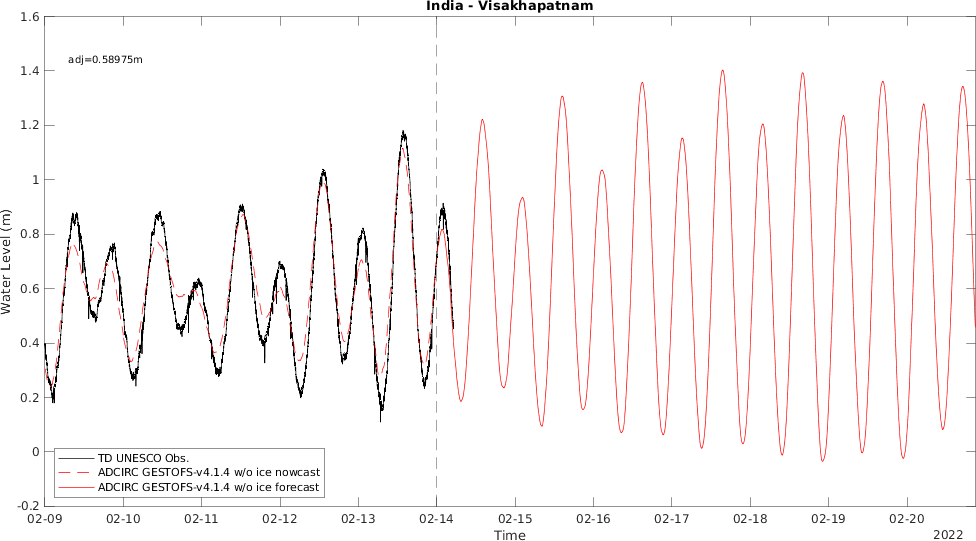 India - Visakhapatnam
adj=0.58975m
Water Level (m)
1.6
1.4
1.2
1
0.8
0.6
0.4
0.2
0
-0.2
TD UNESCO Obs.
ADCIRC GESTOFS-v4.1.4 w/o ice nowcast
ADCIRC GESTOFS-v4.1.4 w/o ice forecast
02-09 02-10 02-11 02-12 02-13 02-14 02-15 02-16 02-17 02-18 02-19 02-20
Time
2022